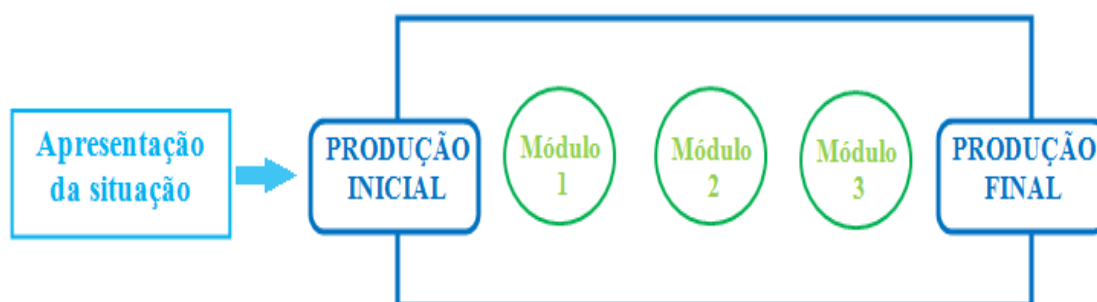 Apresentação
da situação
PRODUÇÃO
INICIAL
Módulo
1
Módulo
2
Módulo
3
PRODUÇÃO
FINAL